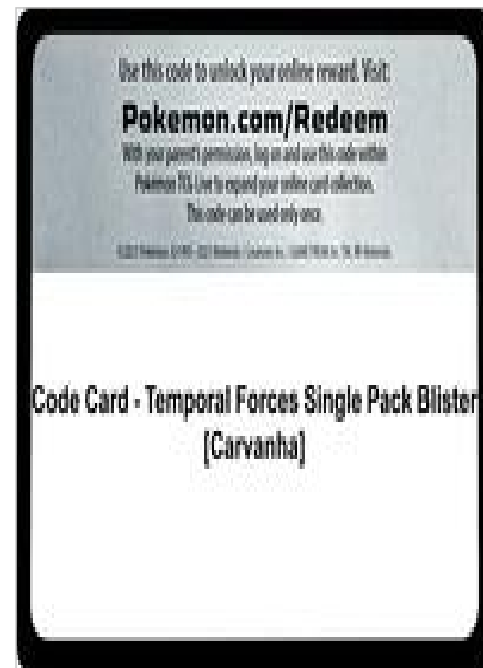 Use this code to unlock your online reward. Visit:
Pokemon.com/Redeem
With your parent's permission, log on and use this code within
Pokémon TCG Live to expand your online card collection.
This code can be used only once.
Code Card - Temporal Forces Single Pack Blister
[Carvanha]